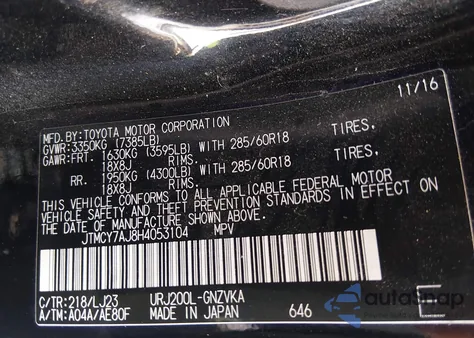 11/16
MFD. BY: TOYOTA MOTOR CORPORATION
GVWR: 3350KG (7385LB)
GAWR: FRT. 1630KG (3595LB) WITH 285/60R18 TIRES.
18X8J RIMS.
RR. 1950KG (4300LB) WITH 285/60R18 TIRES.
18X8J RIMS.
THIS VEHICLE CONFORMS TO ALL APPLICABLE FEDERAL MOTOR
VEHICLE SAFETY AND THEFT PREVENTION STANDARDS IN EFFECT ON
THE DATE OF MANUFACTURE SHOWN ABOVE.
JTMCY7AJ8H4053104 MPV
C/TR: 218/LJ23 URJ200L-GNZVKA
A/TM: A04A/AE80F MADE IN JAPAN 646 E
autosnap